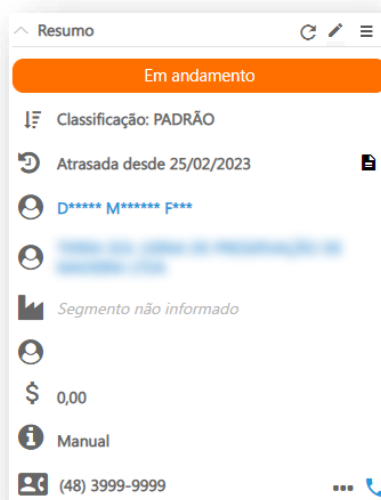 Resumo
Em andamento
Classificação: PADRÃO
Atrasada desde 25/02/2023
D***** M****** F***
Segmento não informado
$ 0,00
Manual
(48) 3999-9999